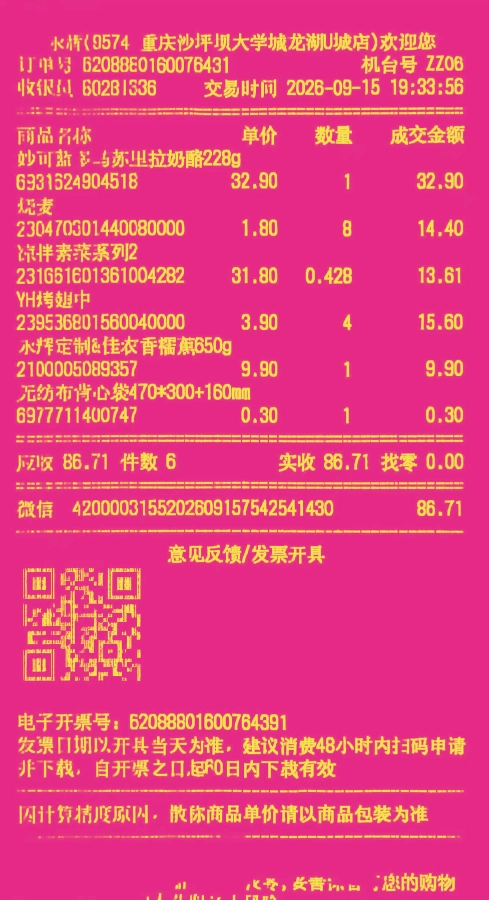 永辉(9574 重庆沙坪坝大学城龙湖U城店)欢迎您
订单号 6208880160076431 机台号 ZZ06
收银员 60281336 交易时间 2026-09-15 19:33:56
商品名称 单价 数量 成交金额
妙可蓝多马苏里拉奶酪228g
6931624904518 32.90 1 32.90
烧麦
230470301440080000 1.80 8 14.40
凉拌素菜系列2
231661601361004282 31.80 0.428 13.61
YH烤翅中
239536801560040000 3.90 4 15.60
永辉定制&佳农香糯蕉650g
2100005089357 9.90 1 9.90
无纺布背心袋470*300+160mm
6977711400747 0.30 1 0.30
应收 86.71 件数 6 实收 86.71 找零 0.00
微信 4200003155202609157542541430 86.71
意见反馈/发票开具
电子开票号：62088801600764391
发票日期以开具当天为准，建议消费48小时内扫码申请
并下载，自开票之日起60日内下载有效
因计算精度原因，散你商品单价请以商品包装为准
您的购物